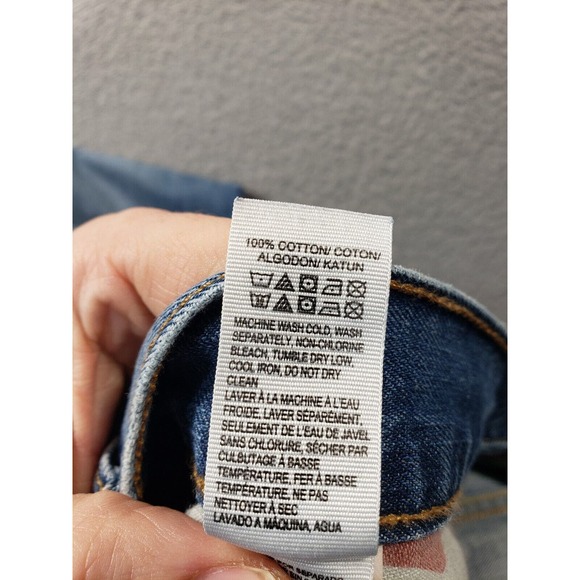 100% COTTON/ COTON/
ALGODON/ KATUN
MACHINE WASH COLD, WASH
SEPARATELY, NON-CHLORINE
BLEACH, TUMBLE DRY LOW,
COOL IRON, DO NOT DRY
CLEAN
LAVER À LA MACHINE À L'EAU
FROIDE, LAVER SÉPARÉMENT,
SEULEMENT DE L'EAU DE JAVEL
SANS CHLORURE, SÉCHER PAR
CULBUTAGE À BASSE
TEMPÉRATURE, FER À BASSE
TEMPÉRATURE, NE PAS
NETTOYER À SEC
LAVADO A MÁQUINA, AGUA
SEPARADO